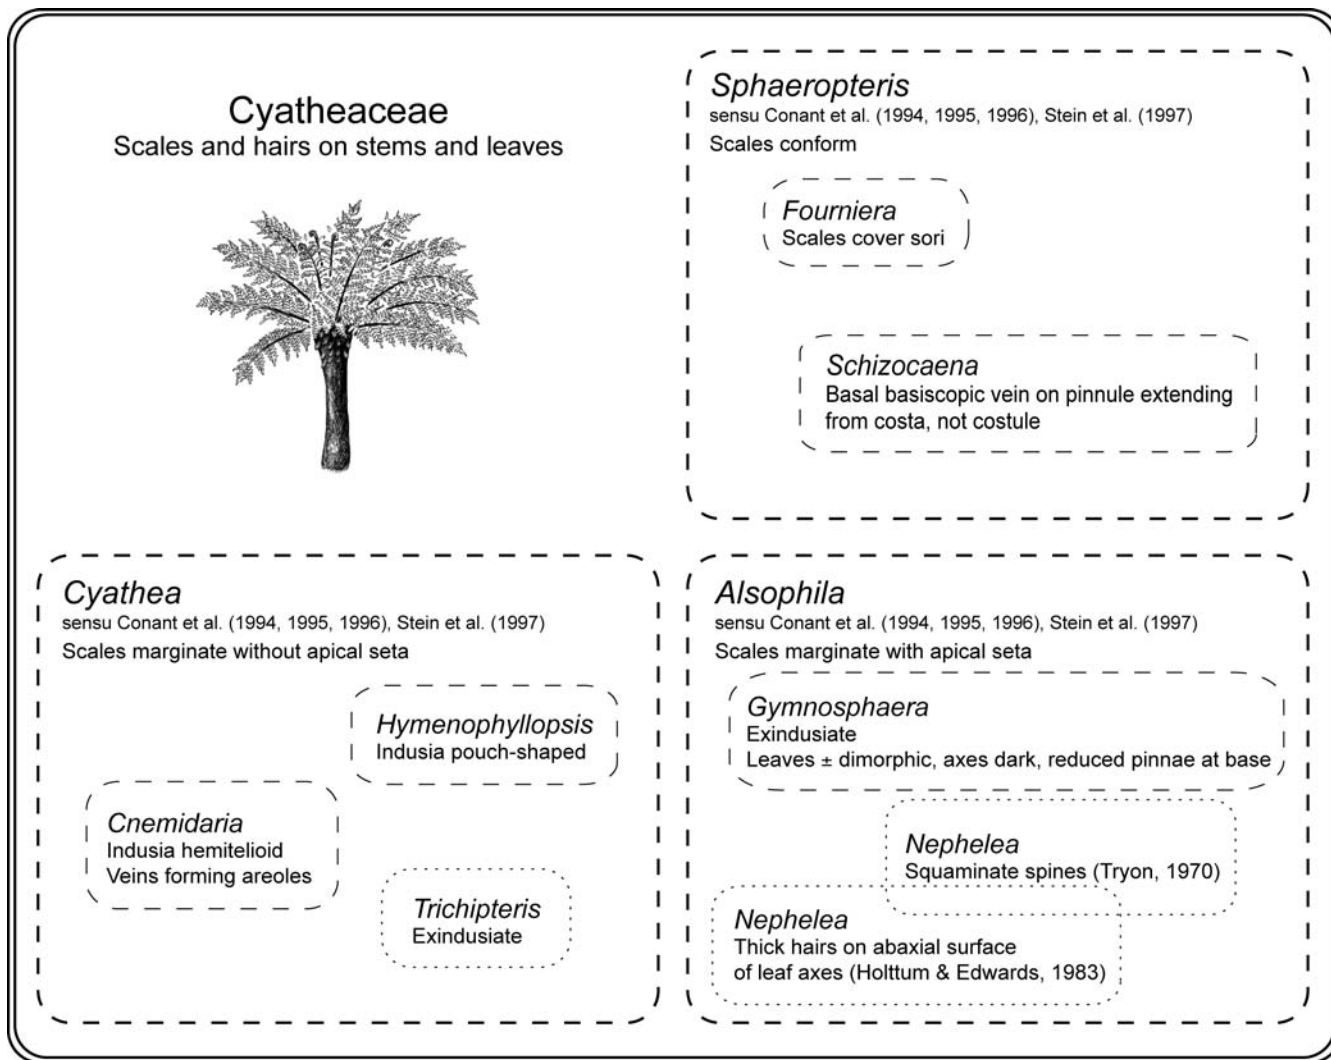 Cyatheaceae
Scales and hairs on stems and leaves
Sphaeropteris
sensu Conant et al. (1994, 1995, 1996), Stein et al. (1997)
Scales conform
Fourniera
Scales cover sori
Schizocaena
Basal basiscopic vein on pinnule extending
from costa, not costule
Cyathea
sensu Conant et al. (1994, 1995, 1996), Stein et al. (1997)
Scales marginate without apical seta
Hymenophyllopsis
Indusia pouch-shaped
Cnemidaria
Indusia hemitelioid
Veins forming areoles
Trichipteris
Exindusiate
Alsophila
sensu Conant et al. (1994, 1995, 1996), Stein et al. (1997)
Scales marginate with apical seta
Gymnosphaera
Exindusiate
Leaves ± dimorphic, axes dark, reduced pinnae at base
Nephelea
Squaminate spines (Tryon, 1970)
Nephelea
Thick hairs on abaxial surface
of leaf axes (Holttum & Edwards, 1983)